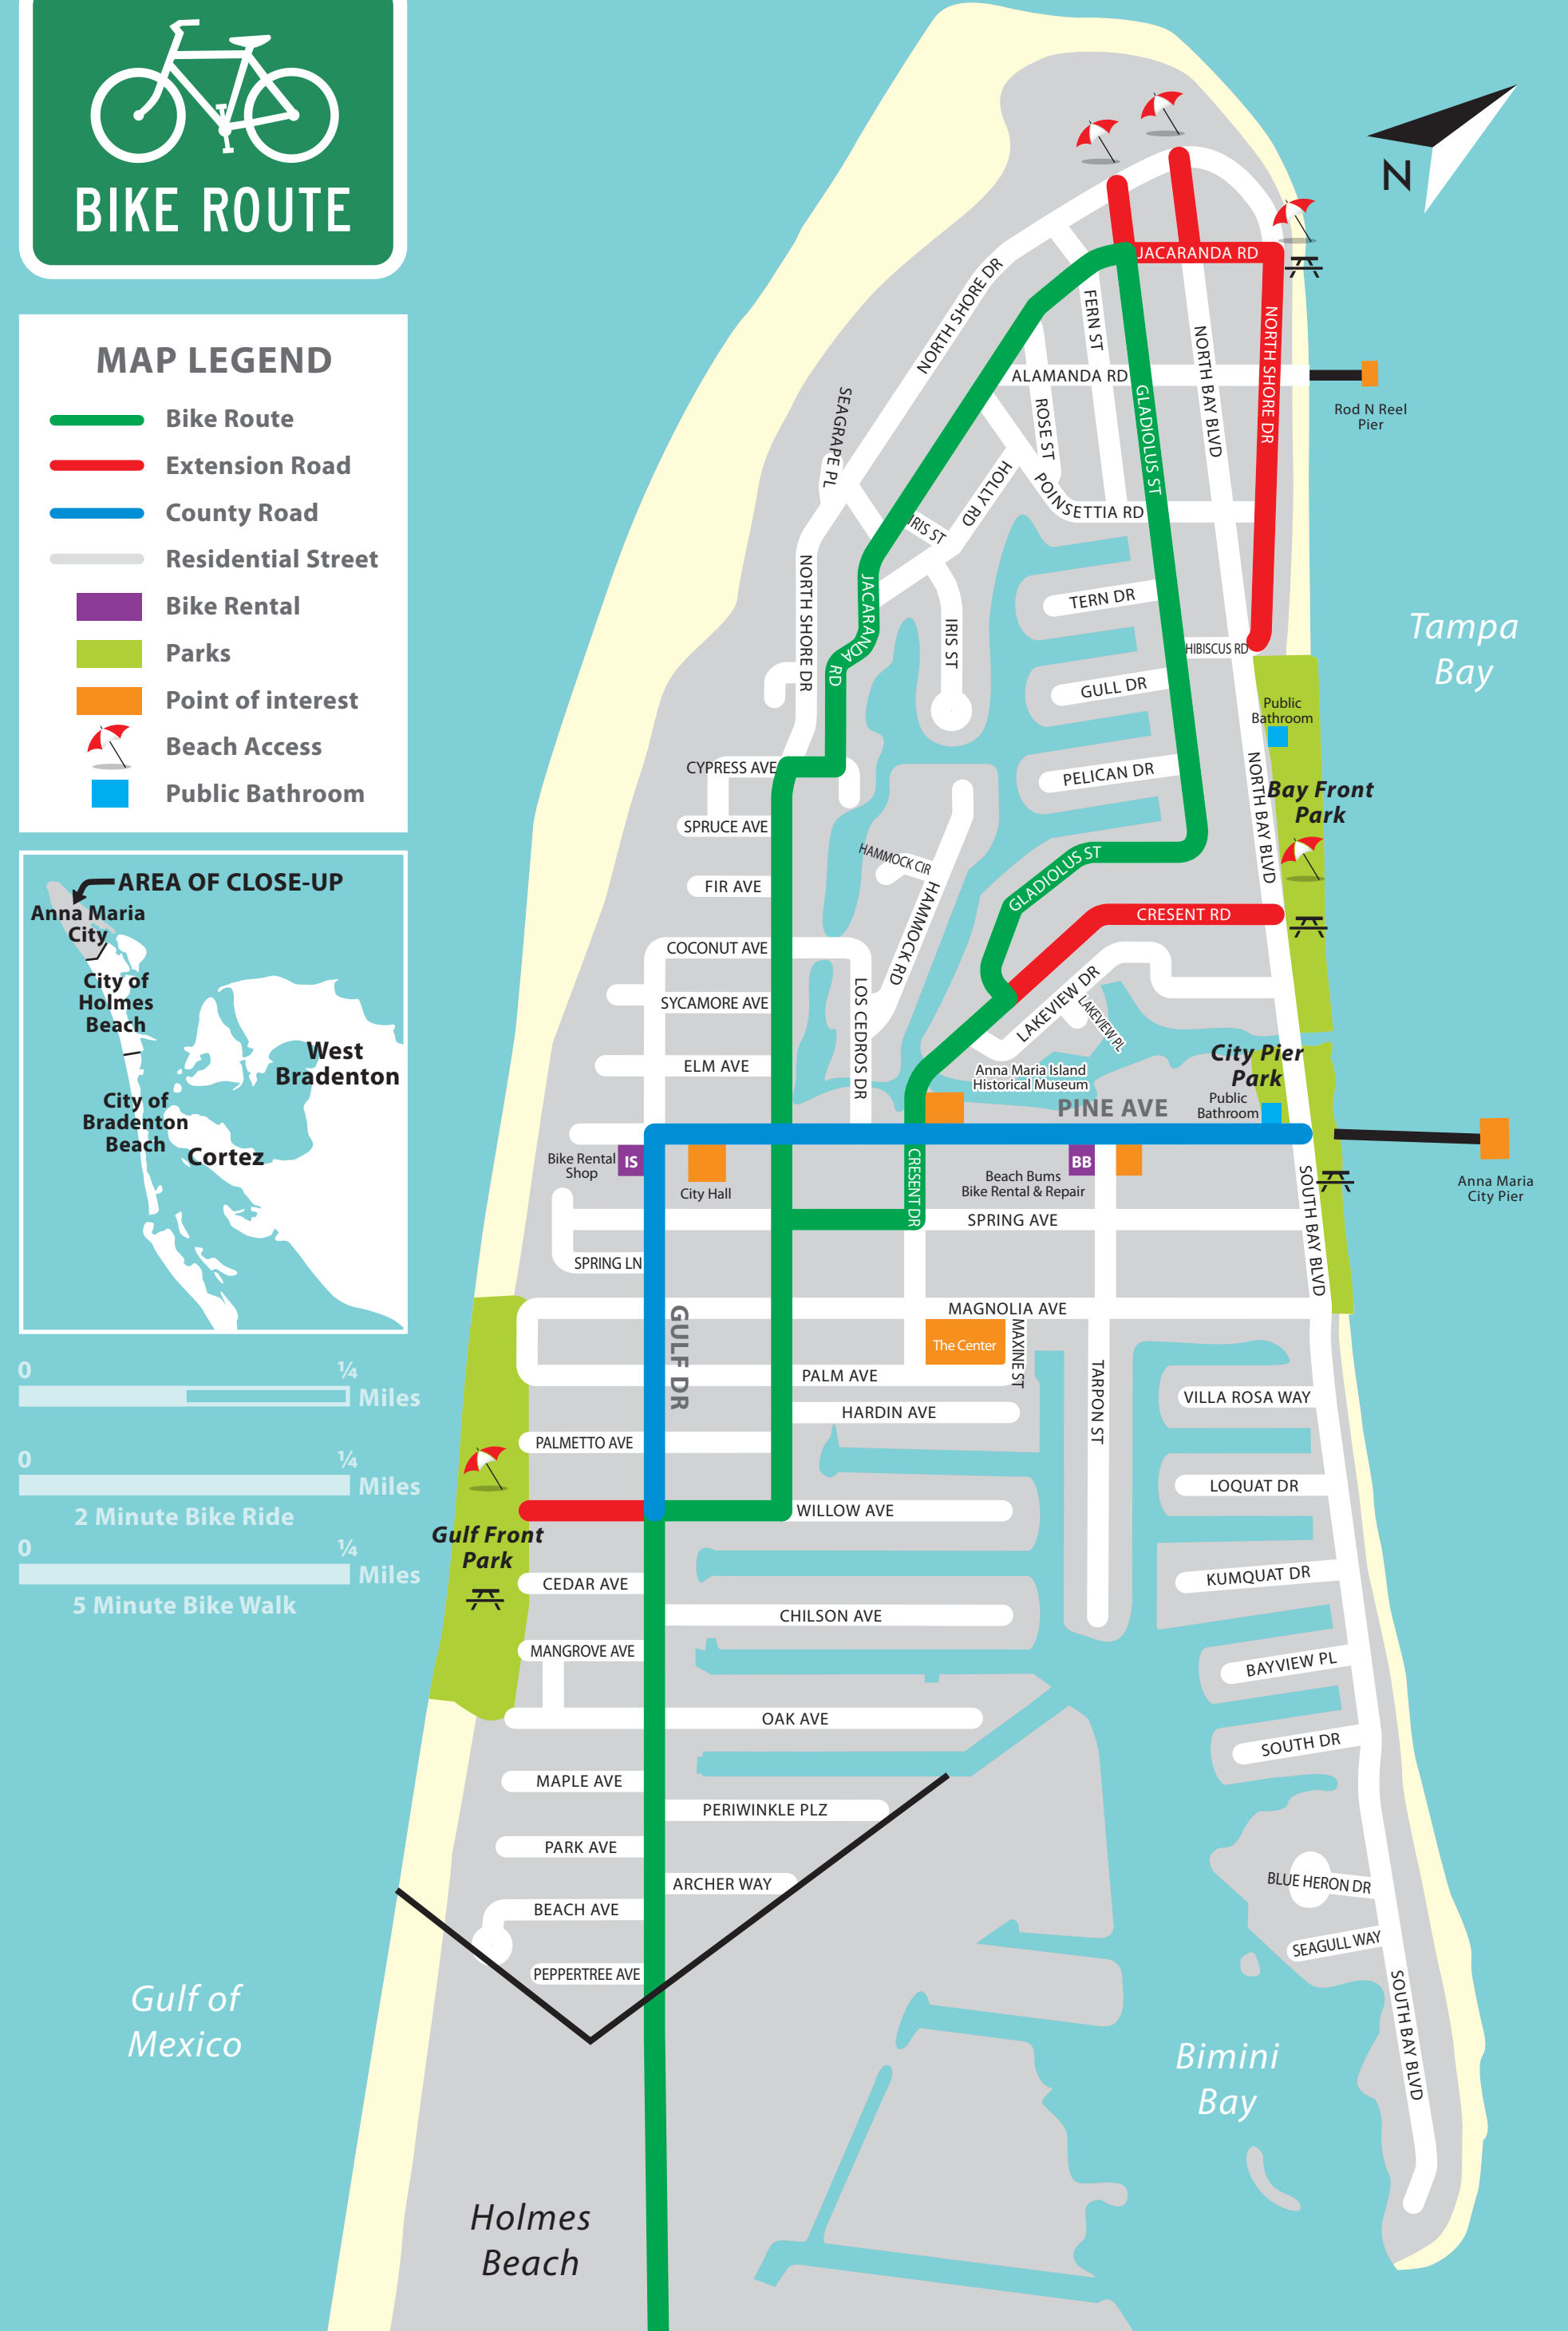 BIKE ROUTE
MAP LEGEND
Bike Route
Extension Road
County Road
Residential Street
Bike Rental
Parks
Point of interest
Beach Access
Public Bathroom
AREA OF CLOSE-UP
Anna Maria
City
City of
Holmes
Beach
West
Bradenton
City of
Bradenton
Beach
Cortez
0 ¼
Miles
0 ¼
Miles
2 Minute Bike Ride
0 ¼
Miles
5 Minute Bike Walk
N
JACARANDA RD
NORTH SHORE DR
FERN ST
NORTH BAY BLVD
NORTH SHORE DR
ALAMANDA RD
Rod N Reel
Pier
SEAGRAPE PL
ROSE ST
GLADIOLUS ST
HOLLY RD
POINSETTIA RD
IRIS ST
JACARANDA RD
NORTH SHORE DR
TERN DR
IRIS ST
HIBISCUS RD
Tampa
Bay
GULL DR
Public
Bathroom
CYPRESS AVE
PELICAN DR
NORTH BAY BLVD
Bay Front
Park
SPRUCE AVE
HAMMOCK CIR
GLADIOLUS ST
FIR AVE
HAMMOCK RD
CRESENT RD
COCONUT AVE
SYCAMORE AVE
LOS CEDROS DR
LAKEVIEW DR
LAKEVIEW PL
ELM AVE
Anna Maria Island
Historical Museum
City Pier
Park
PINE AVE
Public
Bathroom
Bike Rental
Shop
IS
City Hall
CRESENT DR
Beach Bums
Bike Rental & Repair
BB
Anna Maria
City Pier
SOUTH BAY BLVD
SPRING AVE
SPRING LN
GULF DR
MAGNOLIA AVE
The Center
MAXINE ST
PALM AVE
TARPON ST
VILLA ROSA WAY
HARDIN AVE
PALMETTO AVE
LOQUAT DR
WILLOW AVE
Gulf Front
Park
CEDAR AVE
KUMQUAT DR
CHILSON AVE
MANGROVE AVE
BAYVIEW PL
OAK AVE
SOUTH DR
MAPLE AVE
PERIWINKLE PLZ
PARK AVE
ARCHER WAY
BLUE HERON DR
BEACH AVE
SEAGULL WAY
PEPPERTREE AVE
SOUTH BAY BLVD
Gulf of
Mexico
Bimini
Bay
Holmes
Beach